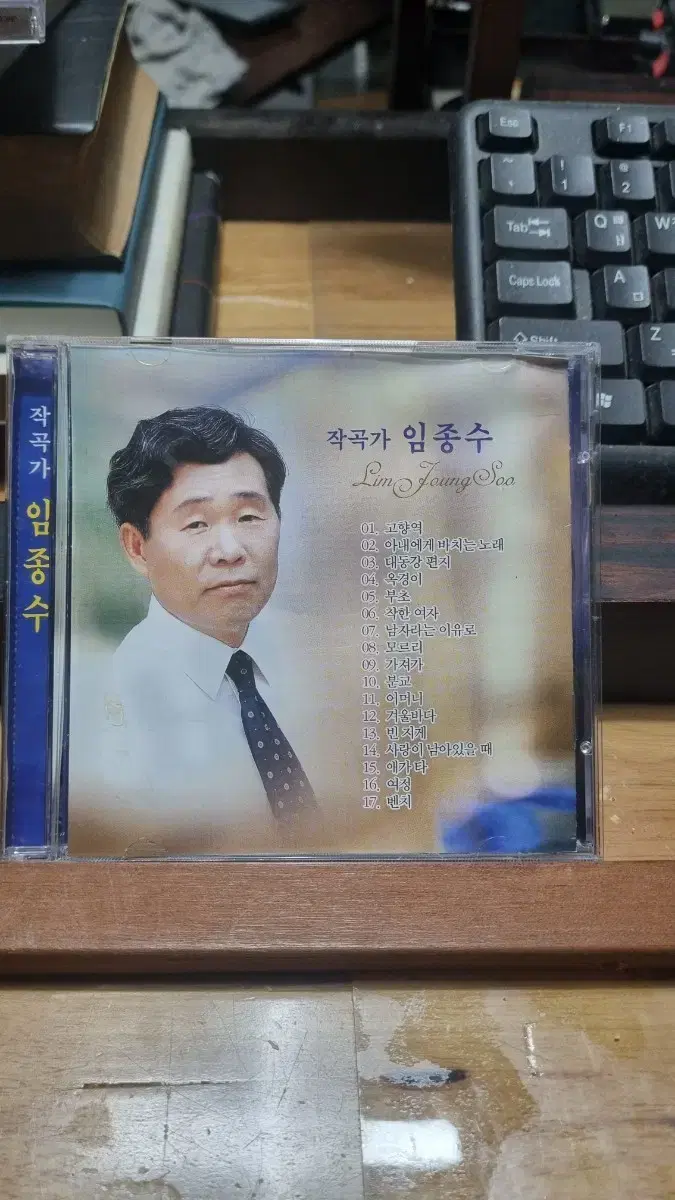 작곡가 임종수
작곡가 임종수
Lim Joung Soo
01. 고향역
02. 아내에게 바치는 노래
03. 대동강 편지
04. 옥경이
05. 부초
06. 착한 여자
07. 남자라는 이유로
08. 모르리
09. 가져가
10. 분교
11. 어머니
12. 겨울바다
13. 빈 지게
14. 사랑이 남아있을 때
15. 애가 타
16. 여정
17. 벤치
Esc F1
~ ! 1 @ 2
Tab Q ㅂ W
Caps Lock A ㅁ
Shift Z ㅋ